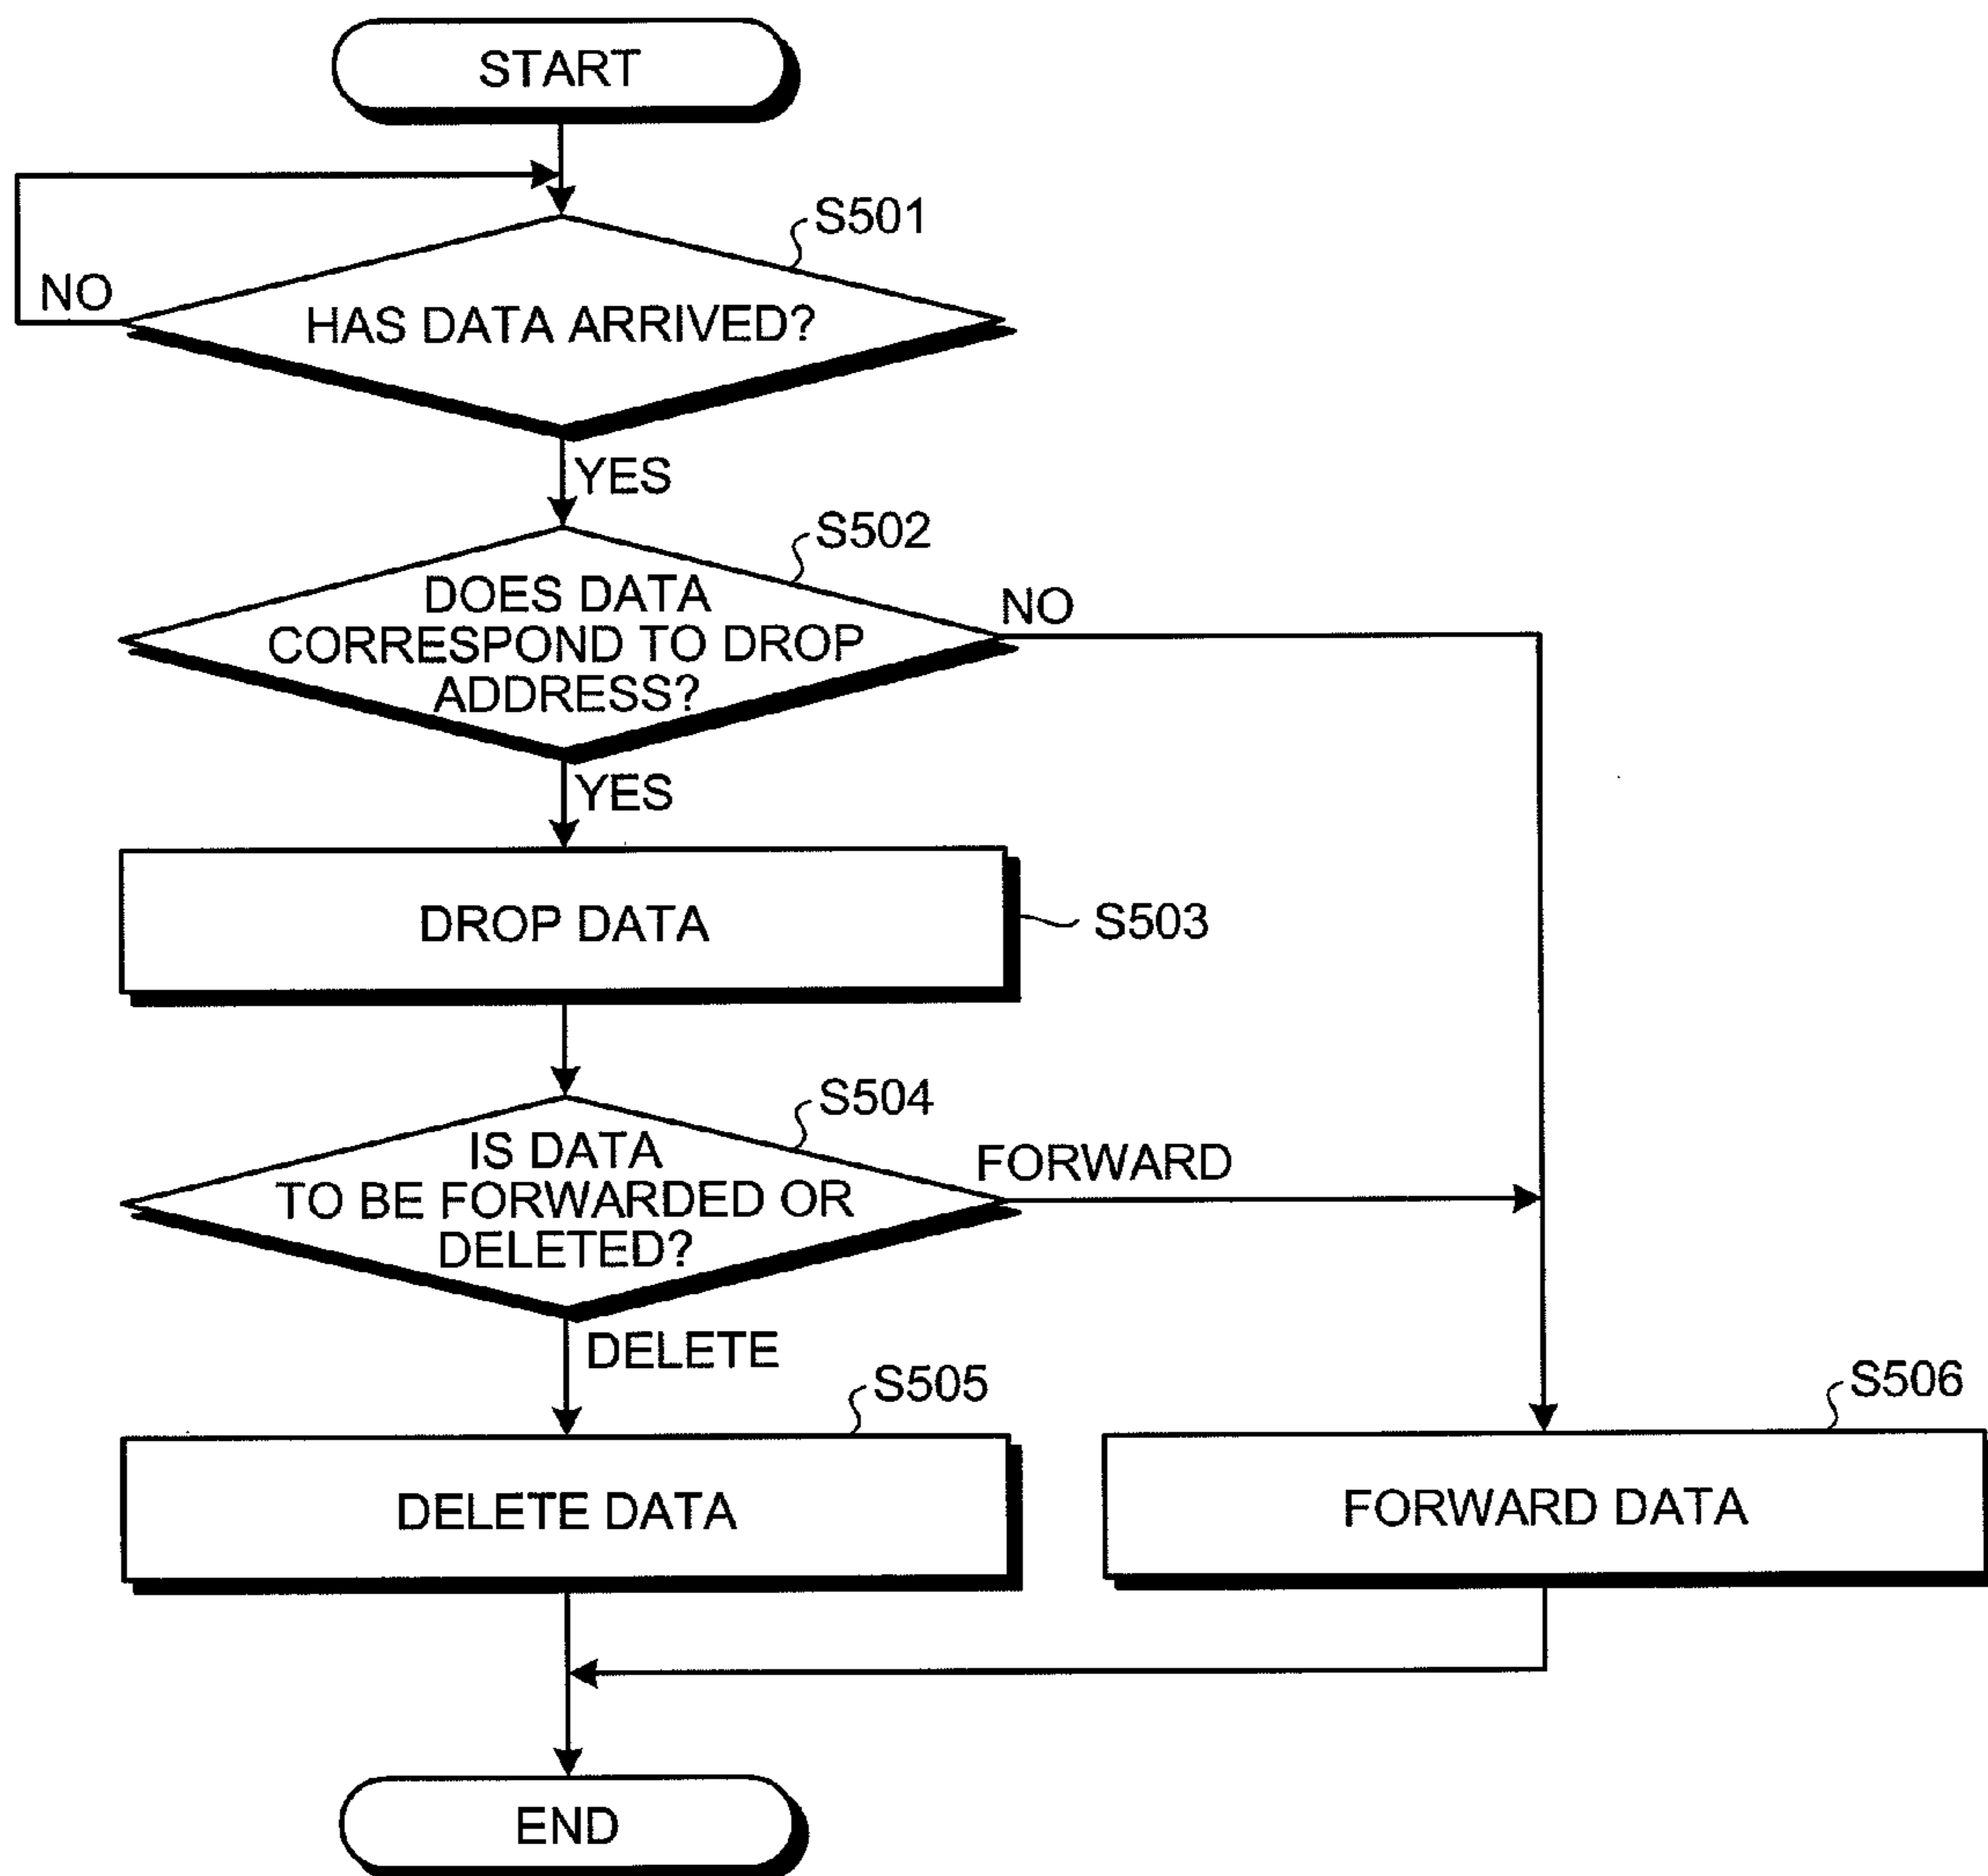 START
S501
NO
HAS DATA ARRIVED?
YES
S502
DOES DATA
CORRESPOND TO DROP
ADDRESS?
NO
YES
DROP DATA
S503
S504
IS DATA
TO BE FORWARDED OR
DELETED?
FORWARD
DELETE
S505
S506
DELETE DATA
FORWARD DATA
END